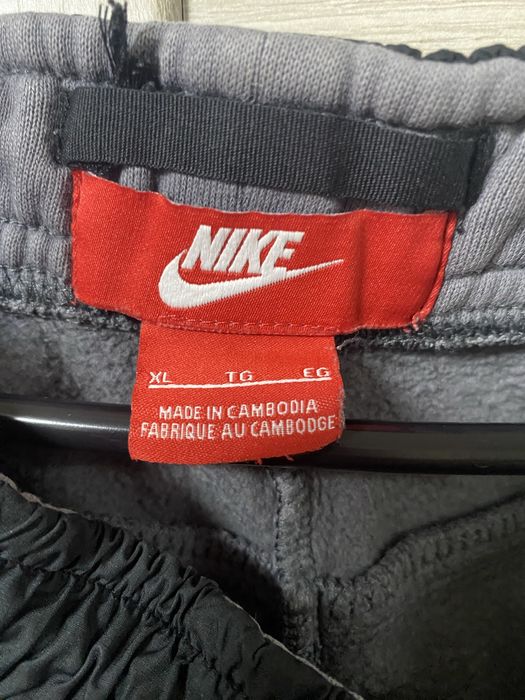 NIKE
XL TG EG
MADE IN CAMBODIA
FABRIQUE AU CAMBODGE